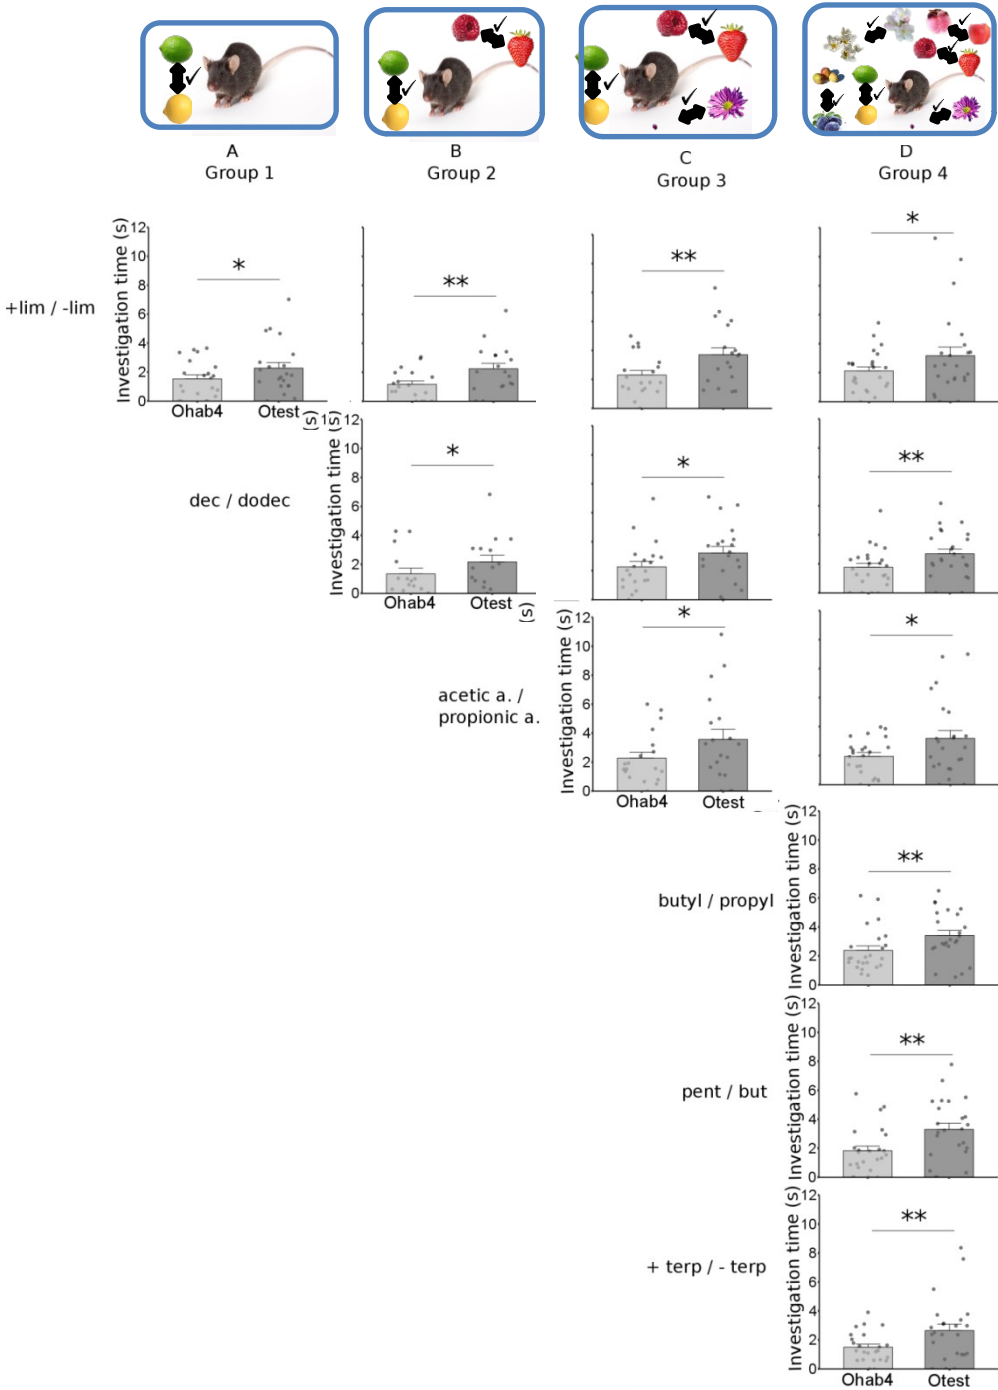 A
Group 1
B
Group 2
C
Group 3
D
Group 4
+lim / -lim
Investigation time (s)
12
10
8
6
4
2
0
*
Ohab4 Otest
**
**
*
dec / dodec
(s)
Investigation time (s)
12
10
8
6
4
2
0
*
Ohab4 Otest
*
**
acetic a. /
propionic a.
(s)
Investigation time (s)
12
10
8
6
4
2
0
*
Ohab4 Otest
*
butyl / propyl
Investigation time (s)
12
10
8
6
4
2
0
**
pent / but
Investigation time (s)
12
10
8
6
4
2
0
**
+ terp / - terp
Investigation time (s)
12
10
8
6
4
2
0
**
Ohab4 Otest